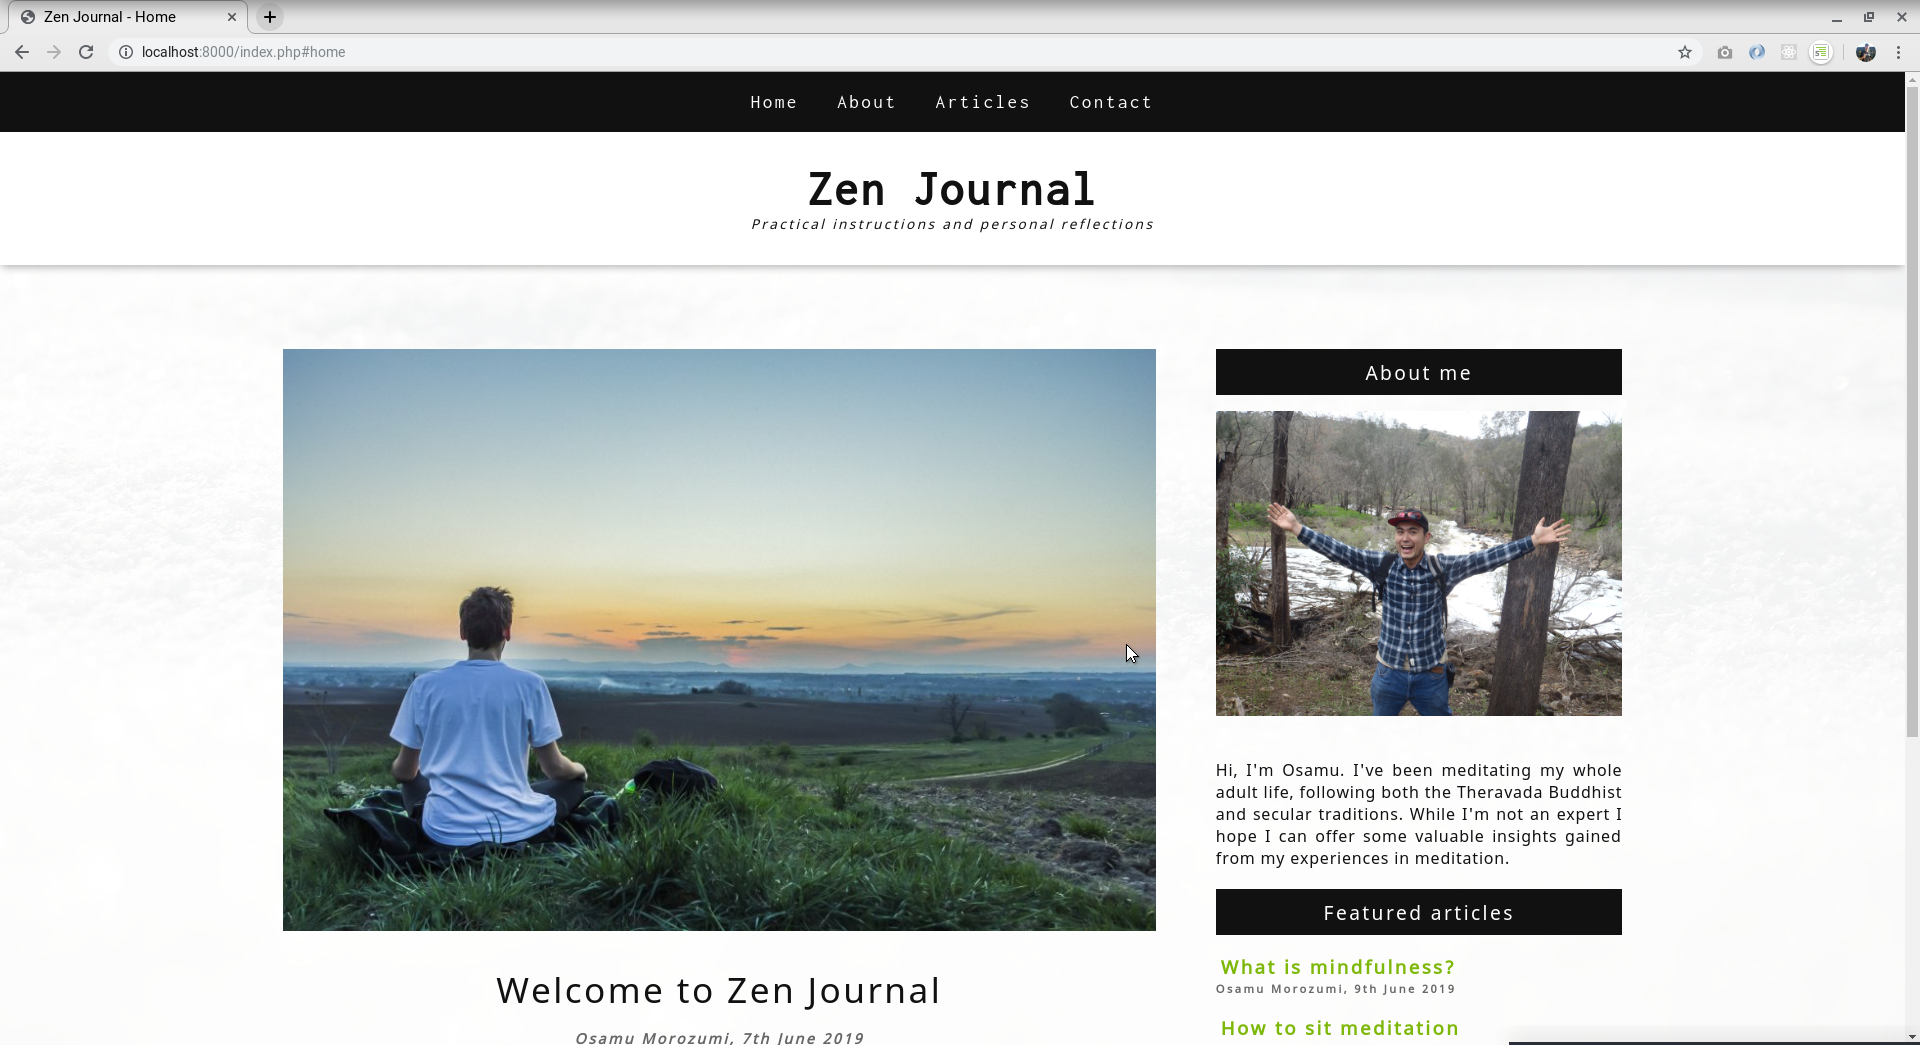 Zen Journal - Home
localhost:8000/index.php#home
Home About Articles Contact
Zen Journal
Practical instructions and personal reflections
About me
Hi, I'm Osamu. I've been meditating my whole
adult life, following both the Theravada Buddhist
and secular traditions. While I'm not an expert I
hope I can offer some valuable insights gained
from my experiences in meditation.
Featured articles
What is mindfulness?
Osamu Morozumi, 9th June 2019
How to sit meditation
Welcome to Zen Journal
Osamu Morozumi, 7th June 2019